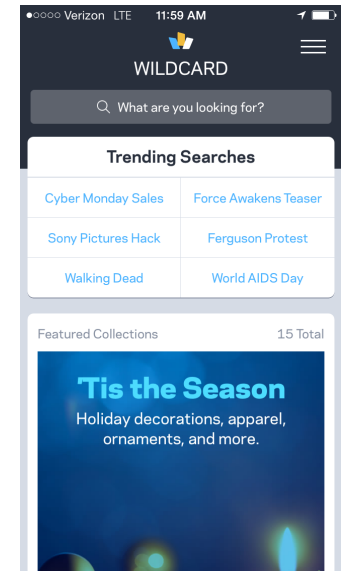 Verizon LTE 11:59 AM
WILDCARD
What are you looking for?
Trending Searches
Cyber Monday Sales Force Awakens Teaser
Sony Pictures Hack Ferguson Protest
Walking Dead World AIDS Day
Featured Collections 15 Total
'Tis the Season
Holiday decorations, apparel,
ornaments, and more.